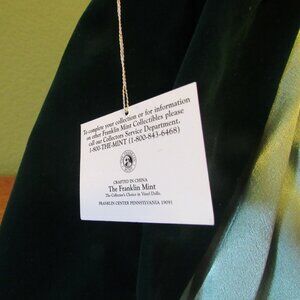 To complete your collection or for information
on other Franklin Mint Collectibles please
call our Collectors Service Department.
1-800-THE-MINT (1-800-843-6468)
CRAFTED IN CHINA
The Franklin Mint
The Collector's Choice in Vinyl Dolls.
FRANKLIN CENTER PENNSYLVANIA 19091